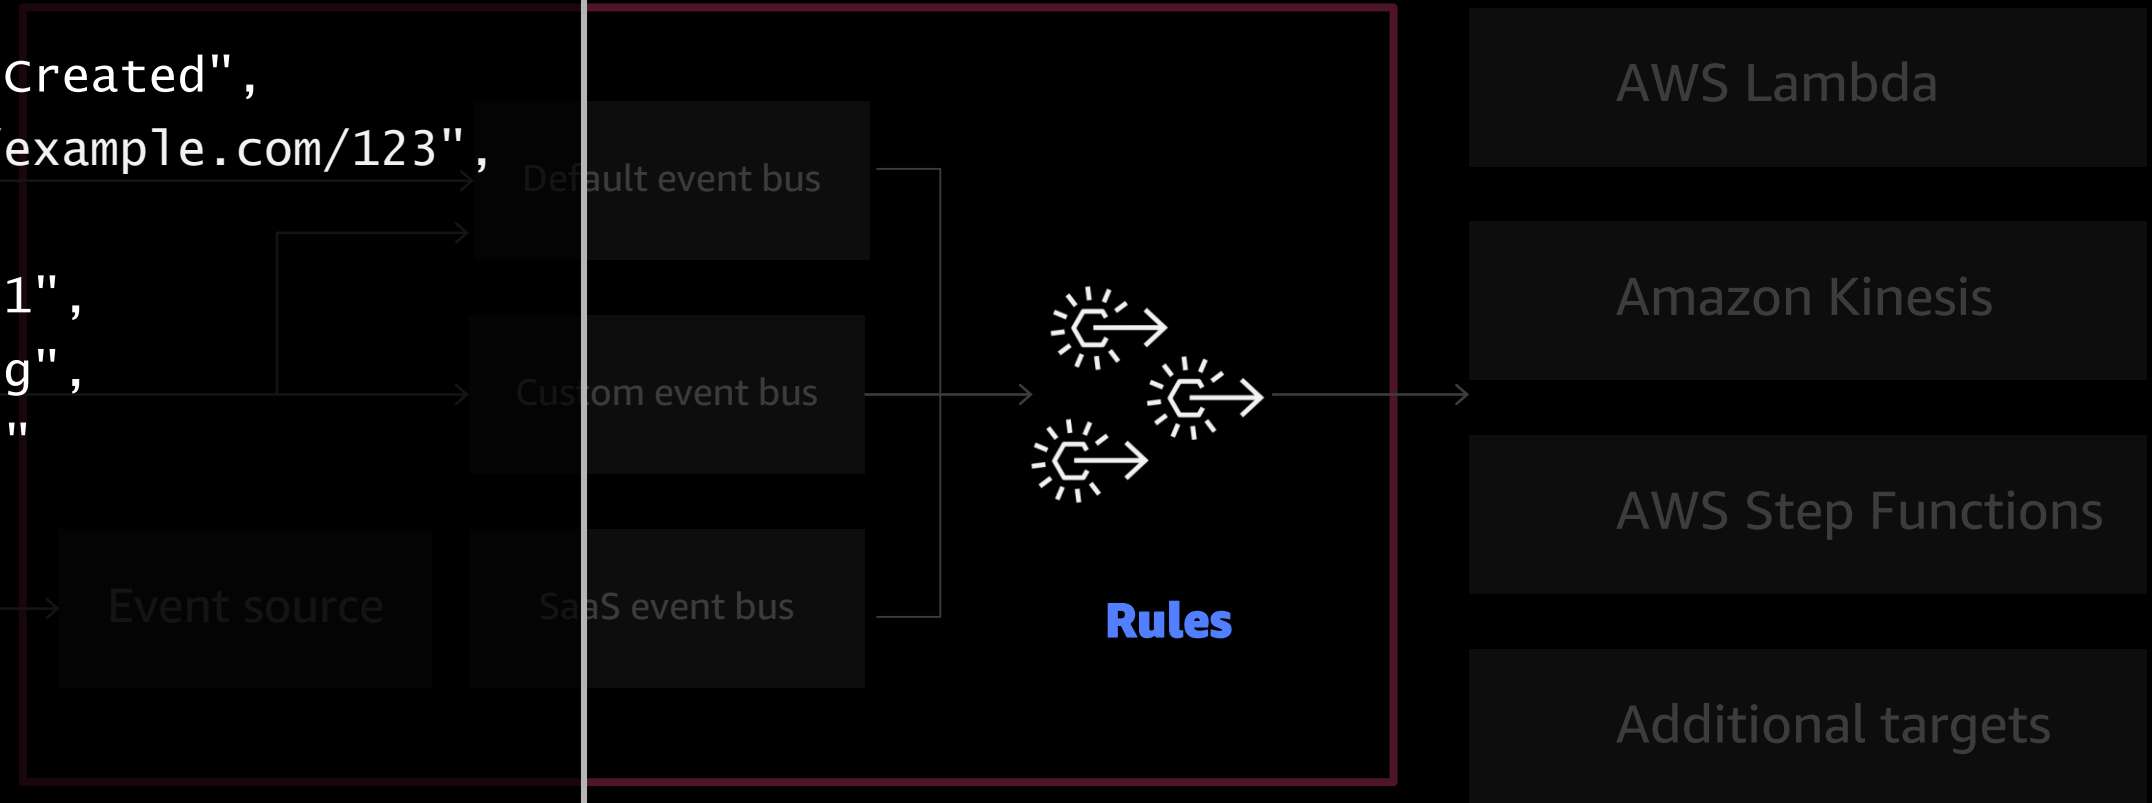 Created",
/example.com/123",
1",
g",
"
Default event bus
Custom event bus
Event source
SaaS event bus
Rules
AWS Lambda
Amazon Kinesis
AWS Step Functions
Additional targets